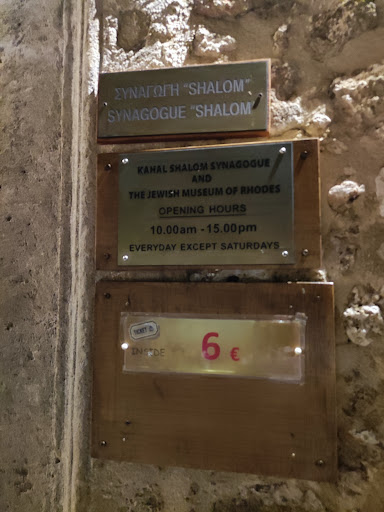 ΣΥΝΑΓΩΓΗ "SHALOM"
SYNAGOGUE "SHALOM"
KAHAL SHALOM SYNAGOGUE
AND
THE JEWISH MUSEUM OF RHODES
OPENING HOURS
10.00am - 15.00pm
EVERYDAY EXCEPT SATURDAYS
INSIDE
6 €